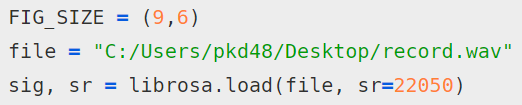 FIG_SIZE = (9,6)
file = "C:/Users/pkd48/Desktop/record.wav"
sig, sr = librosa.load(file, sr=22050)